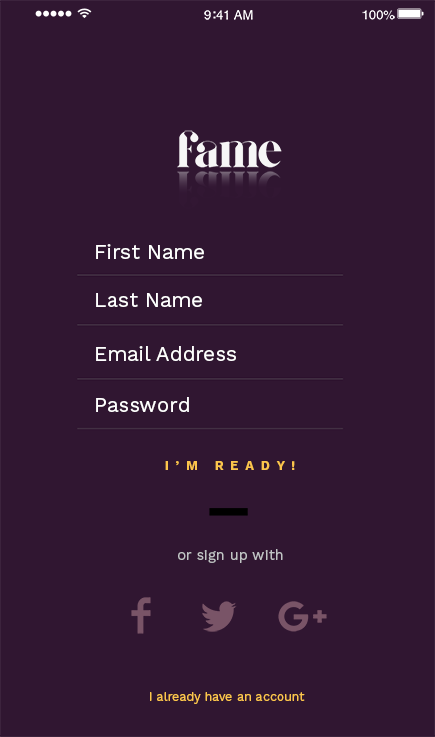 9:41 AM 100%
fame
First Name
Last Name
Email Address
Password
I'M READY!
or sign up with
I already have an account